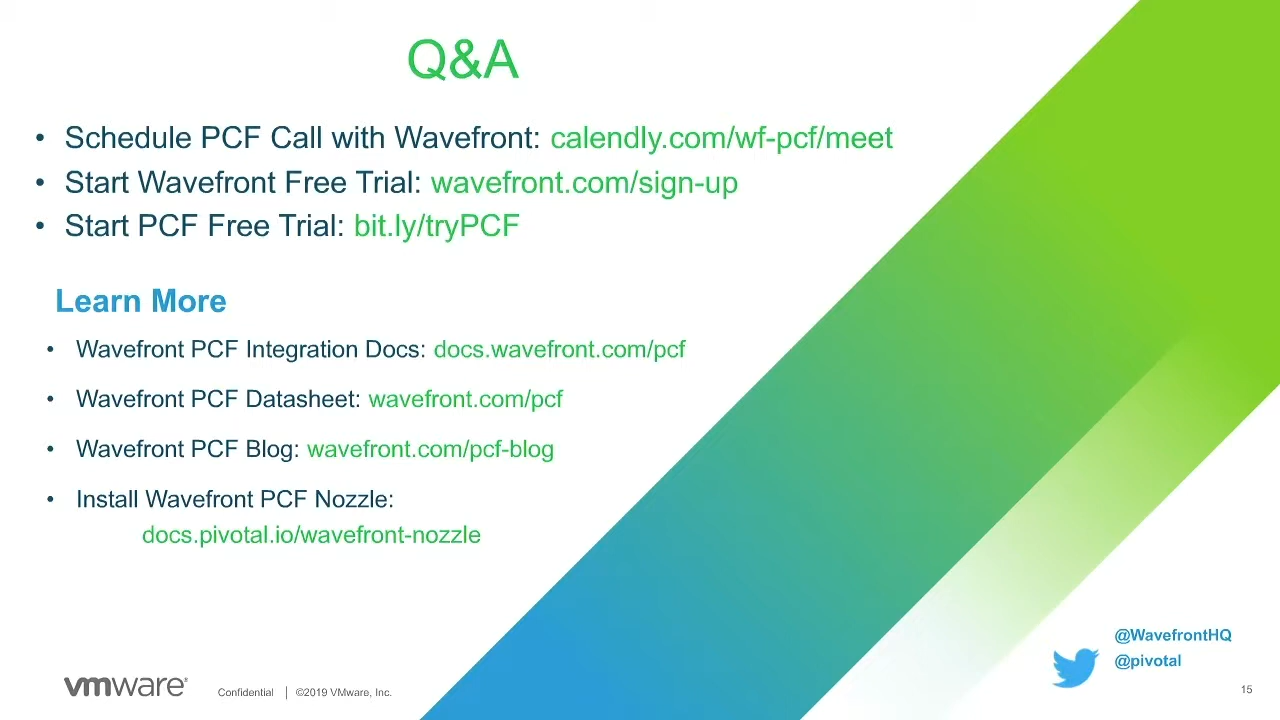 Q&A
• Schedule PCF Call with Wavefront: calendly.com/wf-pcf/meet
• Start Wavefront Free Trial: wavefront.com/sign-up
• Start PCF Free Trial: bit.ly/tryPCF
Learn More
• Wavefront PCF Integration Docs: docs.wavefront.com/pcf
• Wavefront PCF Datasheet: wavefront.com/pcf
• Wavefront PCF Blog: wavefront.com/pcf-blog
• Install Wavefront PCF Nozzle:
docs.pivotal.io/wavefront-nozzle
@WavefrontHQ
@pivotal
vmware®
Confidential | ©2019 VMware, Inc.
15